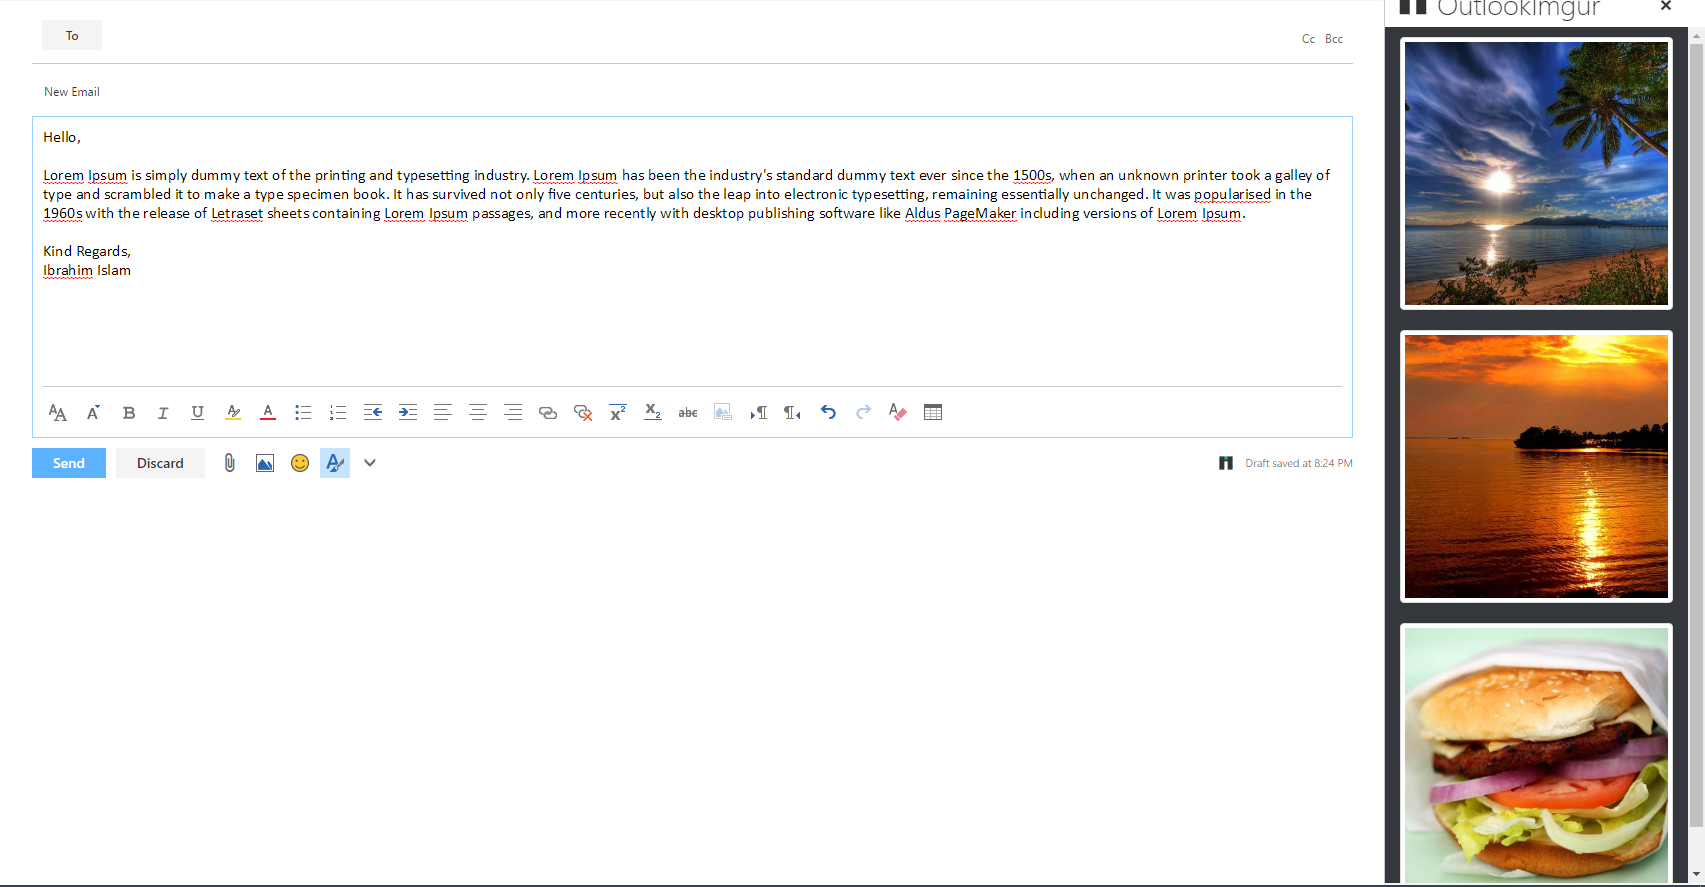 To
Cc Bcc
New Email
Hello,
Lorem Ipsum is simply dummy text of the printing and typesetting industry. Lorem Ipsum has been the industry's standard dummy text ever since the 1500s, when an unknown printer took a galley of
type and scrambled it to make a type specimen book. It has survived not only five centuries, but also the leap into electronic typesetting, remaining essentially unchanged. It was popularised in the
1960s with the release of Letraset sheets containing Lorem Ipsum passages, and more recently with desktop publishing software like Aldus PageMaker including versions of Lorem Ipsum.
Kind Regards,
Ibrahim Islam
Send Discard
Draft saved at 8:24 PM
OutlookImgur